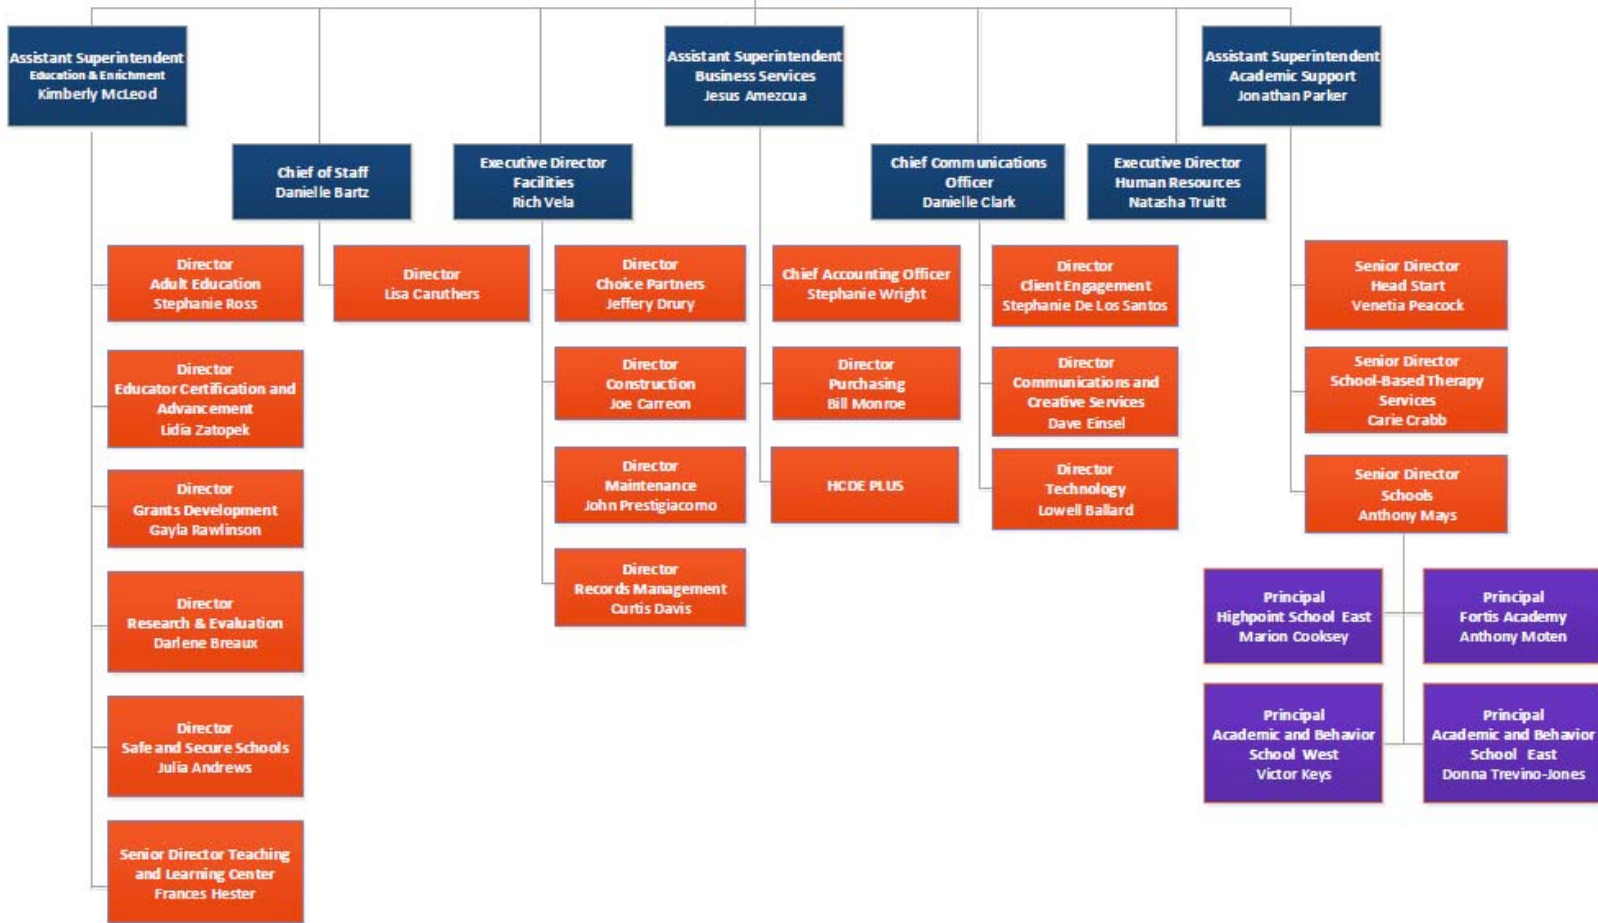 Assistant Superintendent
Education & Enrichment
Kimberly McLeod
Assistant Superintendent
Business Services
Jesus Amezcua
Assistant Superintendent
Academic Support
Jonathan Parker
Chief of Staff
Danielle Bartz
Executive Director
Facilities
Rich Vela
Chief Communications
Officer
Danielle Clark
Executive Director
Human Resources
Natasha Truitt
Director
Adult Education
Stephanie Ross
Director
Educator Certification and
Advancement
Lidia Zatopek
Director
Grants Development
Gayla Rawlinson
Director
Research & Evaluation
Darlene Breaux
Director
Safe and Secure Schools
Julia Andrews
Senior Director Teaching
and Learning Center
Frances Hester
Director
Lisa Caruthers
Director
Choice Partners
Jeffery Drury
Director
Construction
Joe Carreon
Director
Maintenance
John Prestigiacomo
Director
Records Management
Curtis Davis
Chief Accounting Officer
Stephanie Wright
Director
Purchasing
Bill Monroe
HCDE PLUS
Director
Client Engagement
Stephanie De Los Santos
Director
Communications and
Creative Services
Dave Einsel
Director
Technology
Lowell Ballard
Senior Director
Head Start
Venetia Peacock
Senior Director
School-Based Therapy
Services
Carie Crabb
Senior Director
Schools
Anthony Mays
Principal
Highpoint School East
Marion Cooksey
Principal
Fortis Academy
Anthony Moten
Principal
Academic and Behavior
School West
Victor Keys
Principal
Academic and Behavior
School East
Donna Trevino-Jones